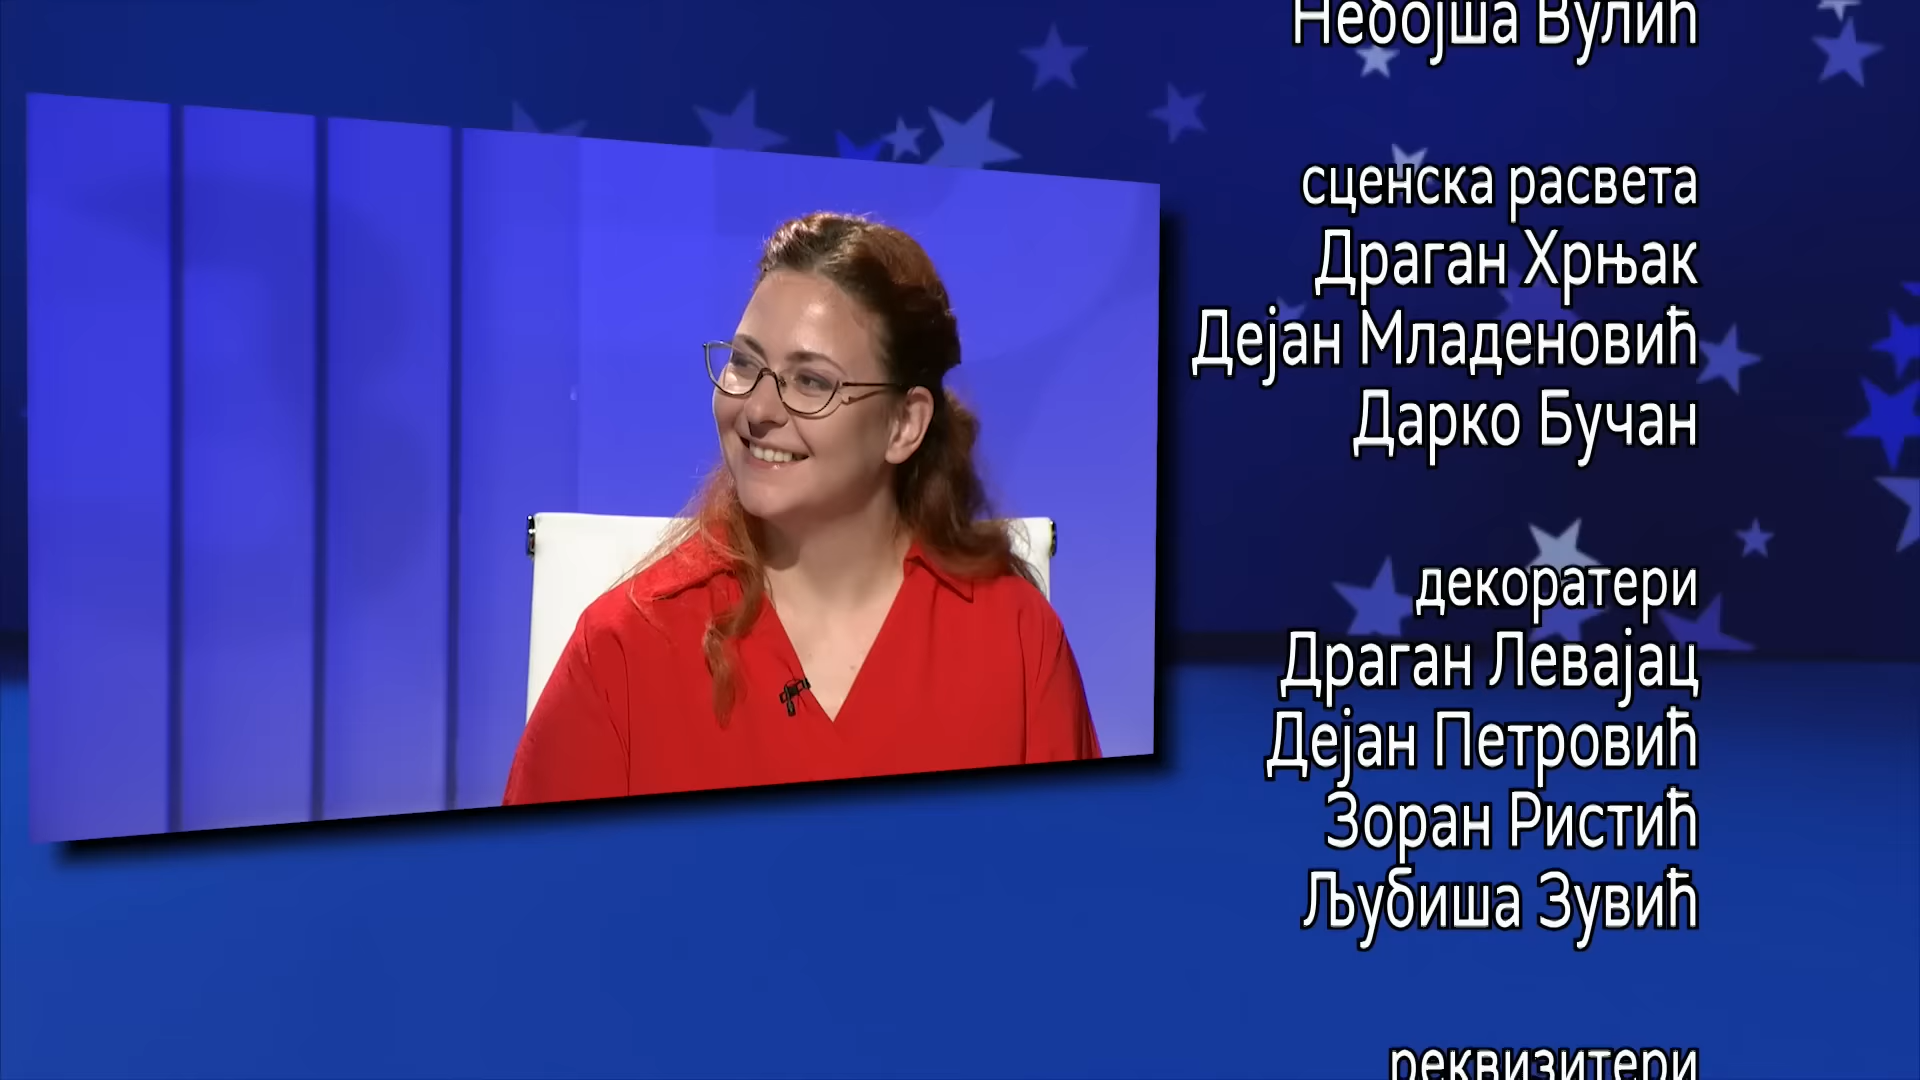 Небојша Вулић
сценска расвета
Драган Хрњак
Дејан Младеновић
Дарко Бучан
декоратери
Драган Левајац
Дејан Петровић
Зоран Ристић
Љубиша Зувић
реквизитери